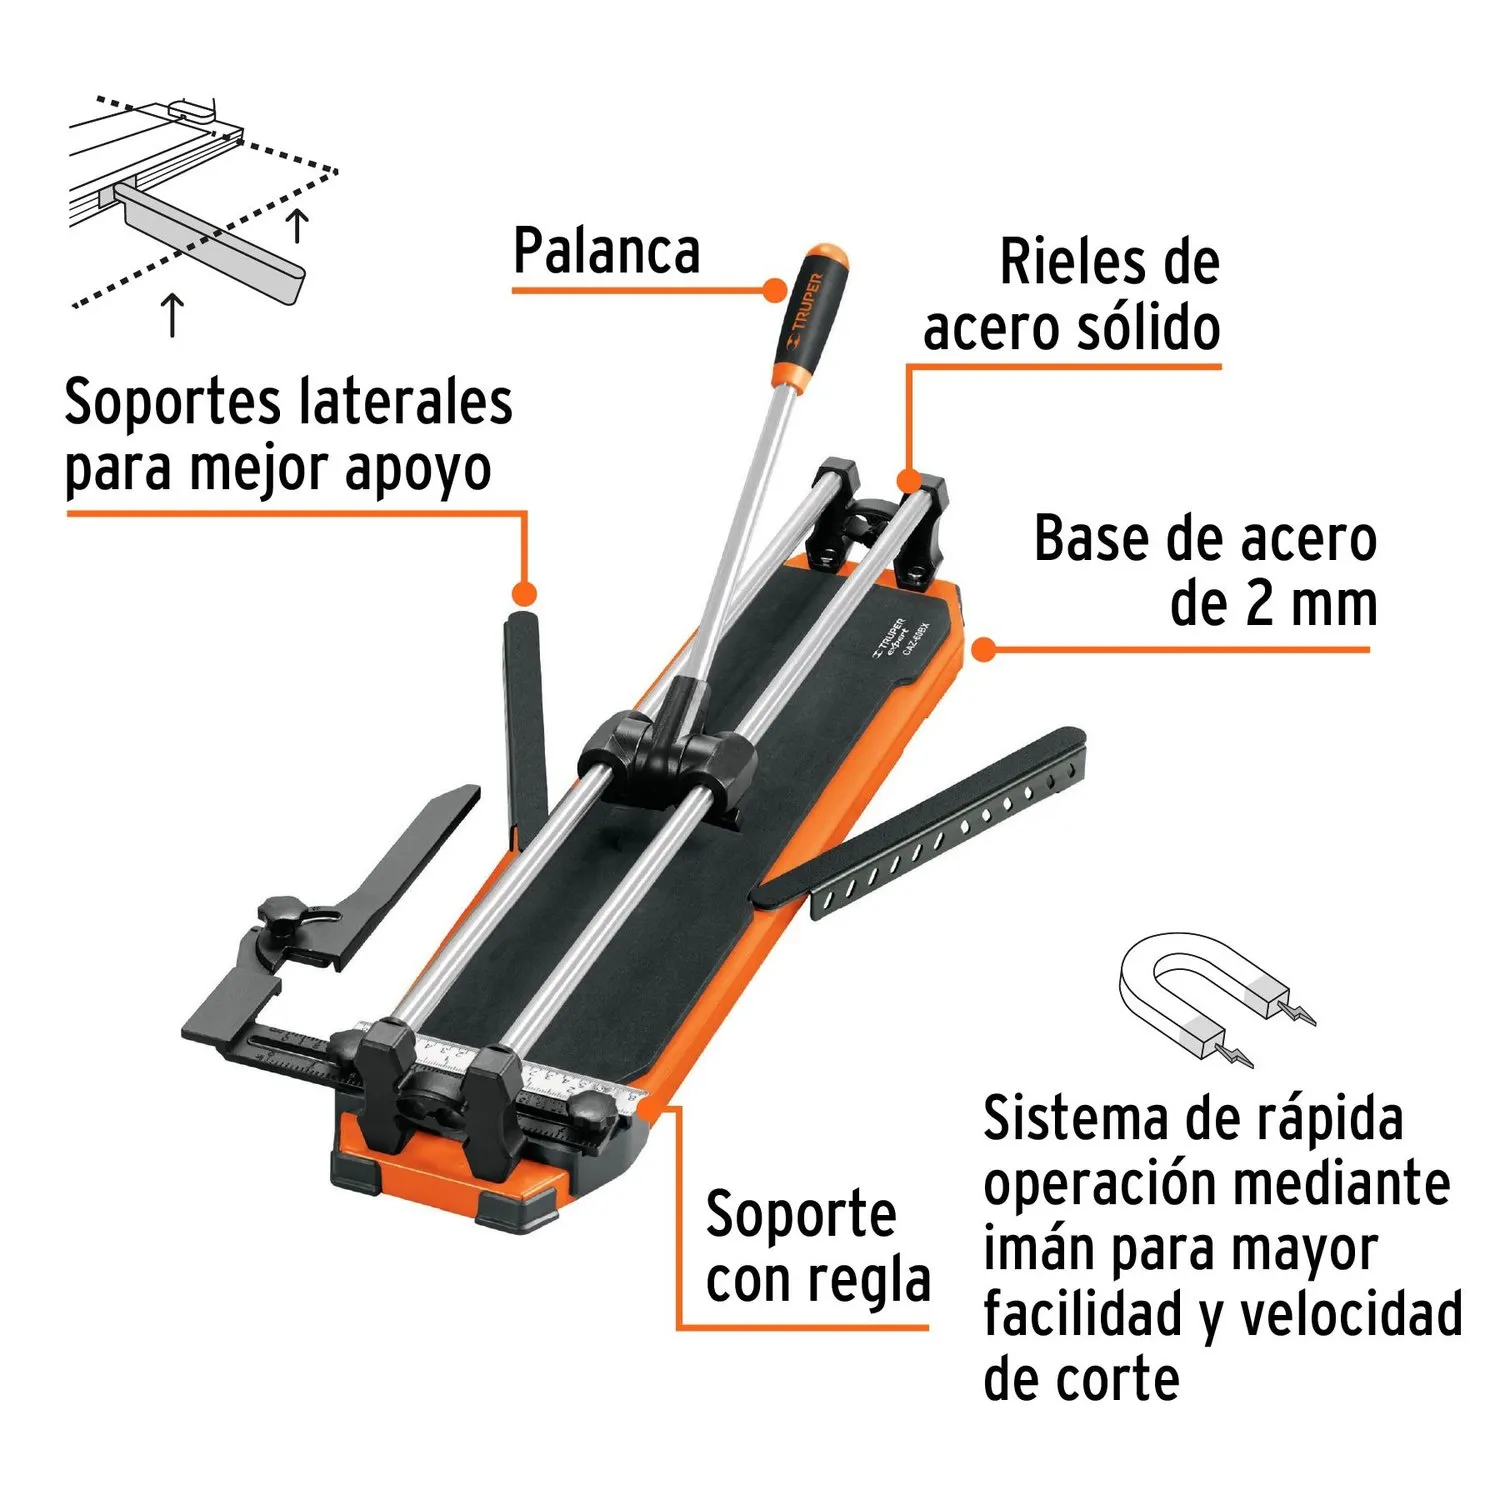 Palanca
Rieles de
acero sólido
TRUPER
Soportes laterales
para mejor apoyo
Base de acero
de 2 mm
TRUPER
expert
CAZ-60BX
Soporte
con regla
Sistema de rápida
operación mediante
imán para mayor
facilidad y velocidad
de corte